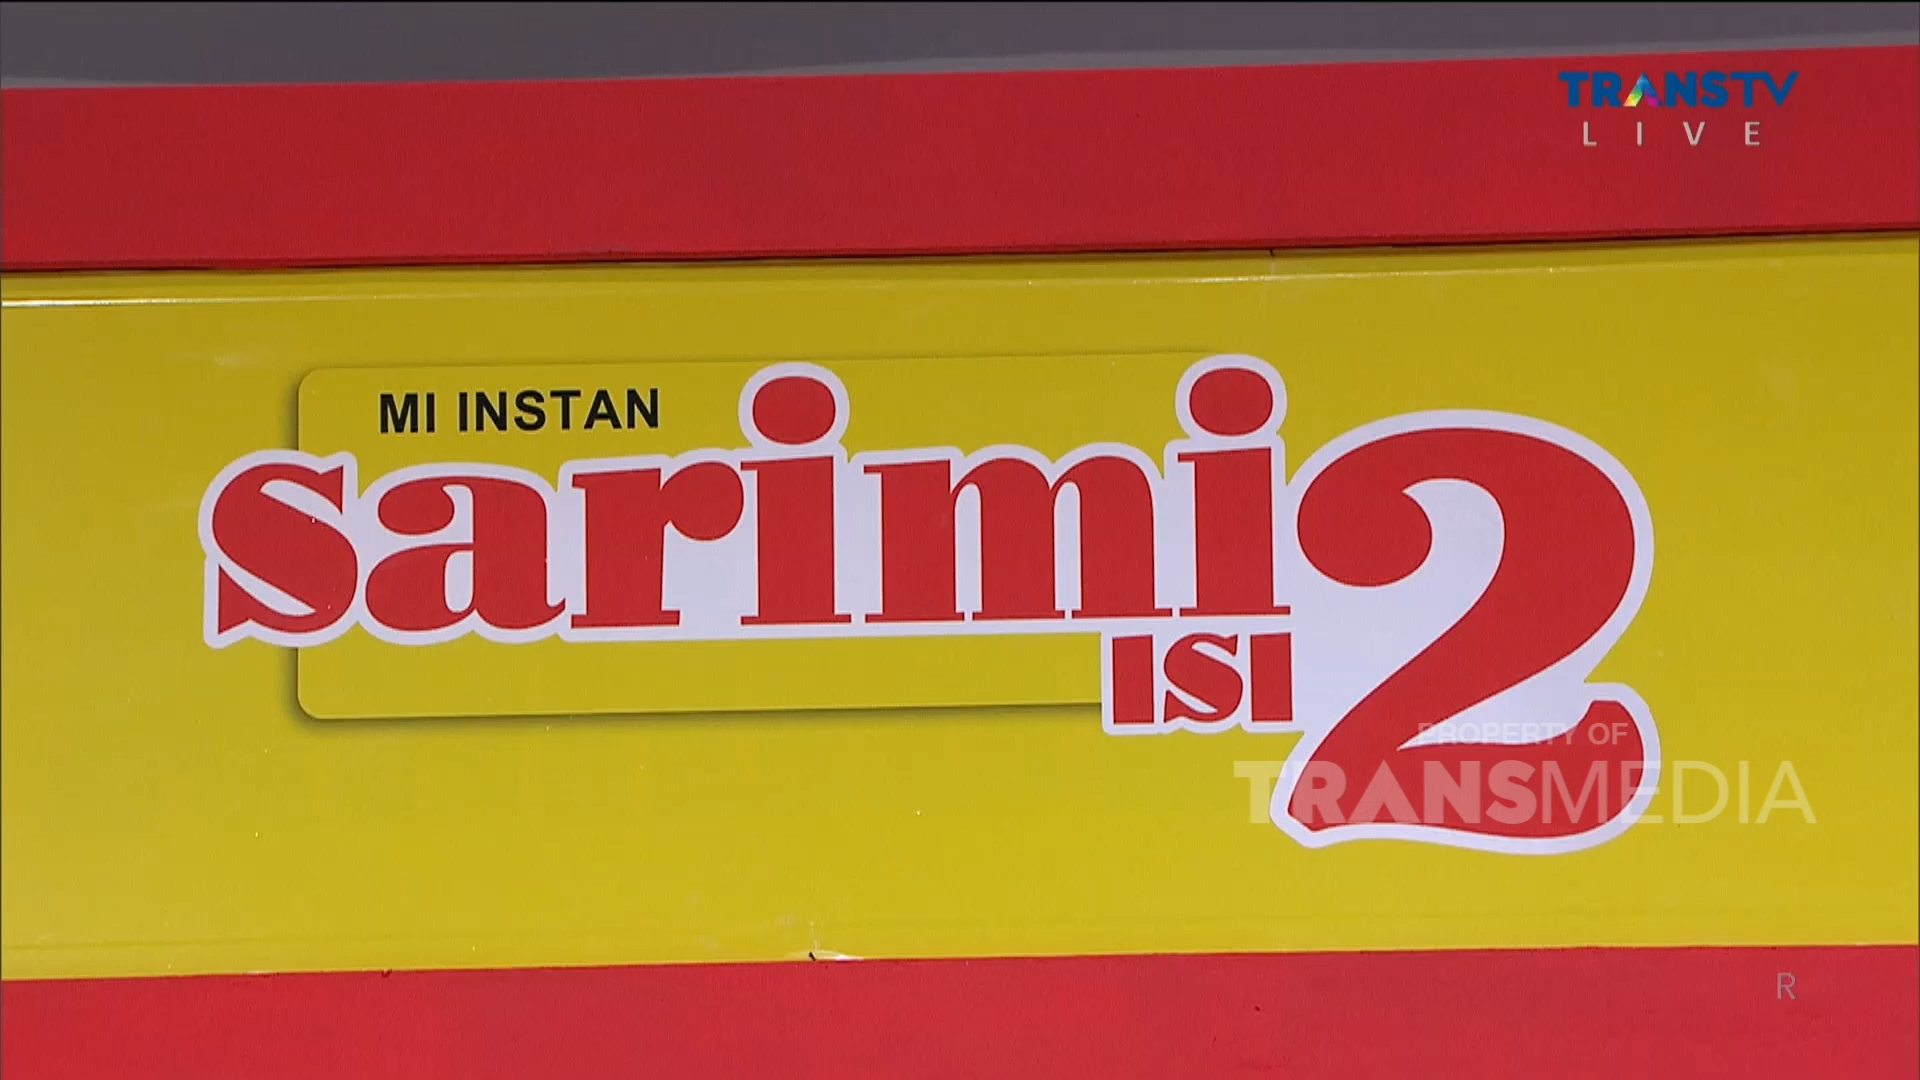 TRANSTV
LIVE
MI INSTAN
sarimi
ISI 2
PROPERTY OF
TRANSMEDIA
R